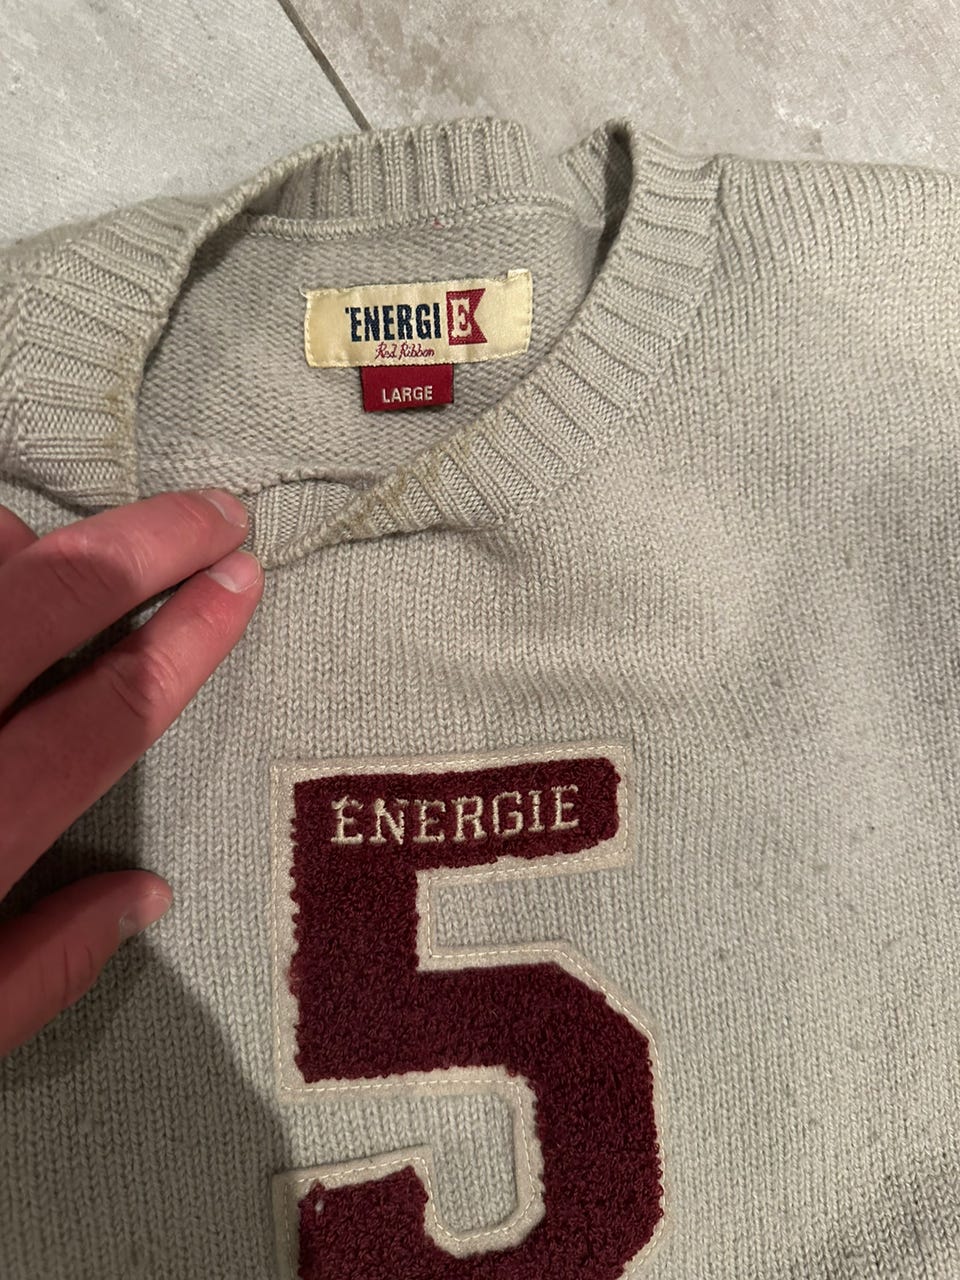 'ENERGIE
Red Ribbon
LARGE
ENERGIE
5